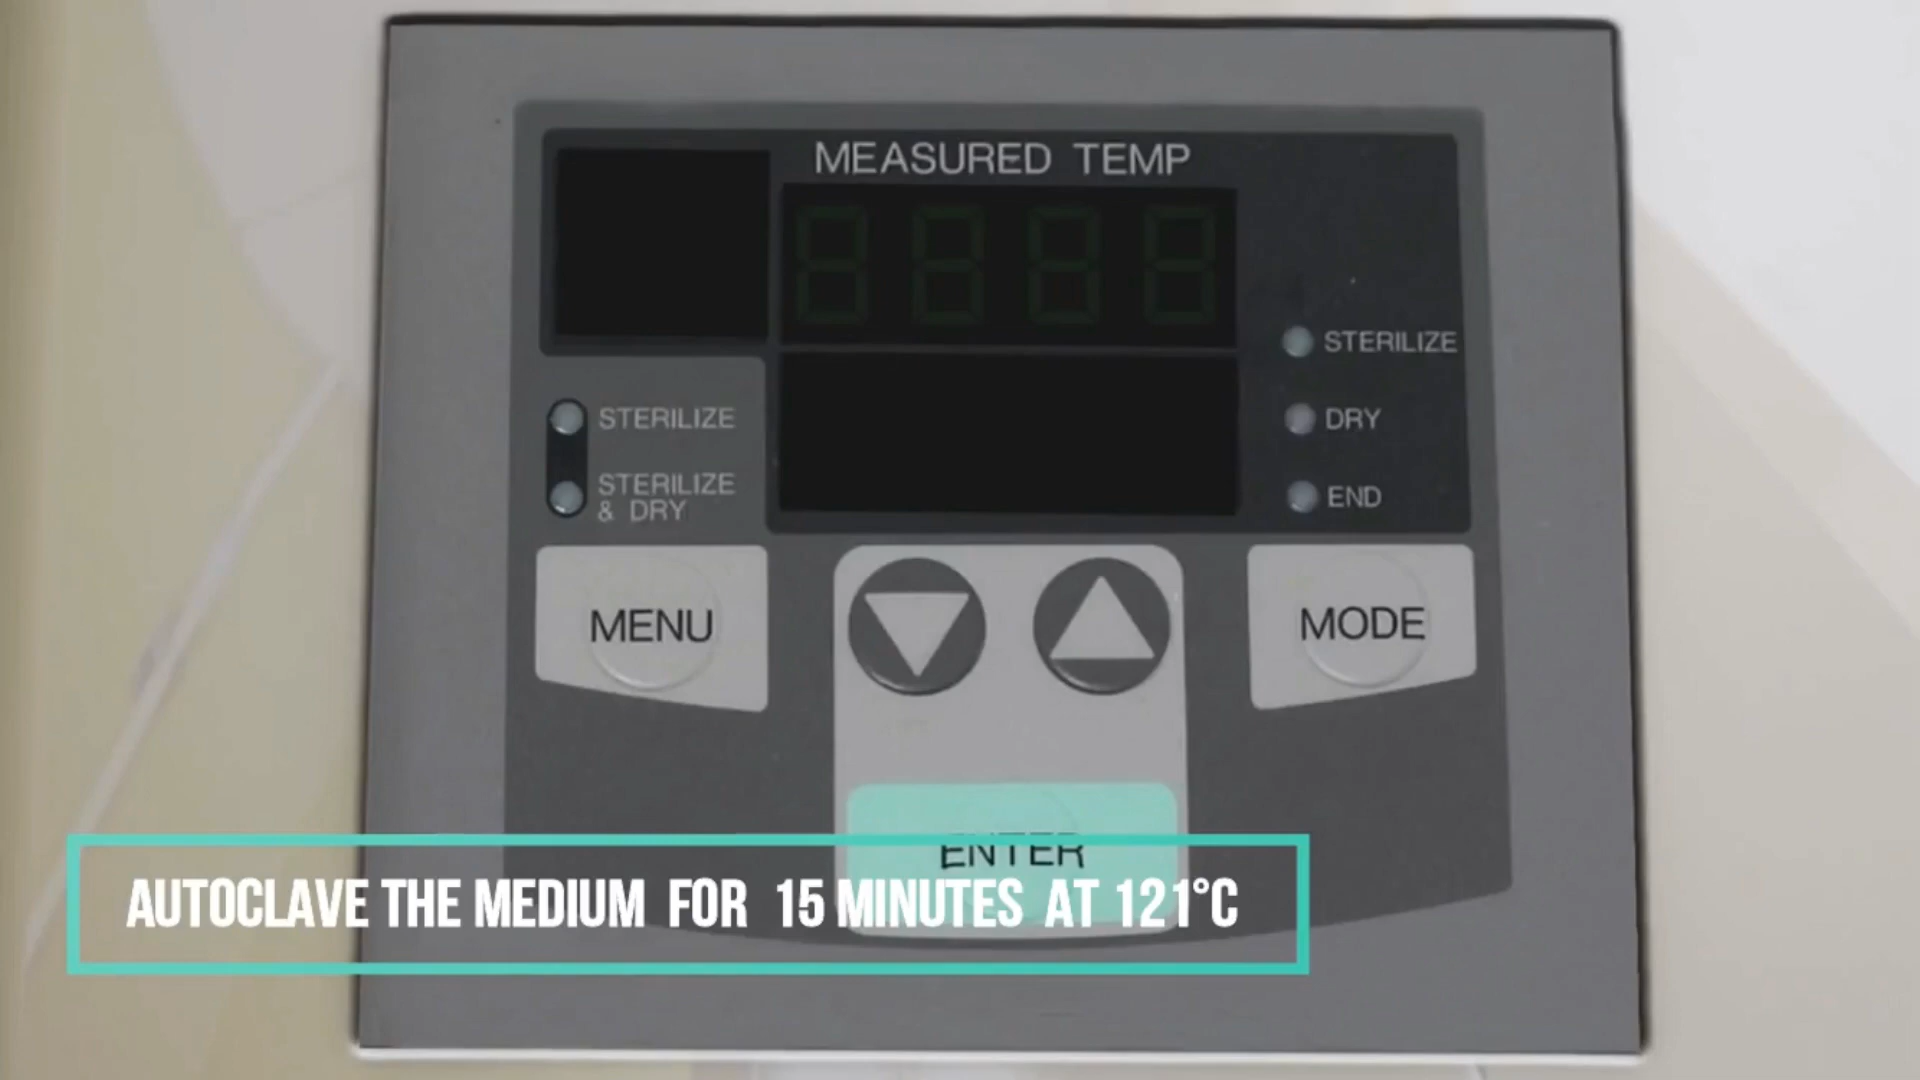 MEASURED TEMP
STERILIZE
DRY
END
STERILIZE
STERILIZE
& DRY
MENU
MODE
ENTER
AUTOCLAVE THE MEDIUM FOR 15 MINUTES AT 121°C